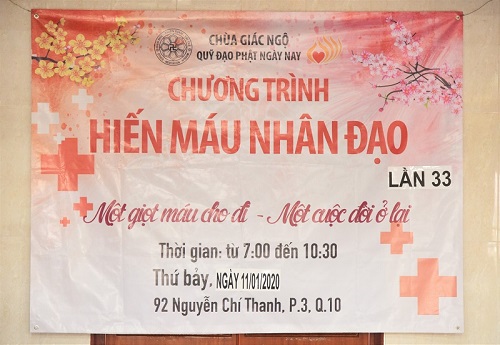 CHÙA GIÁC NGỘ
QUỸ ĐẠO PHẬT NGÀY NAY
CHƯƠNG TRÌNH
HIẾN MÁU NHÂN ĐẠO
LẦN 33
Một giọt máu cho đi - Một cuộc đời ở lại
Thời gian: từ 7:00 đến 10:30
Thứ bảy, NGÀY 11/01/2020
92 Nguyễn Chí Thanh, P.3, Q.10